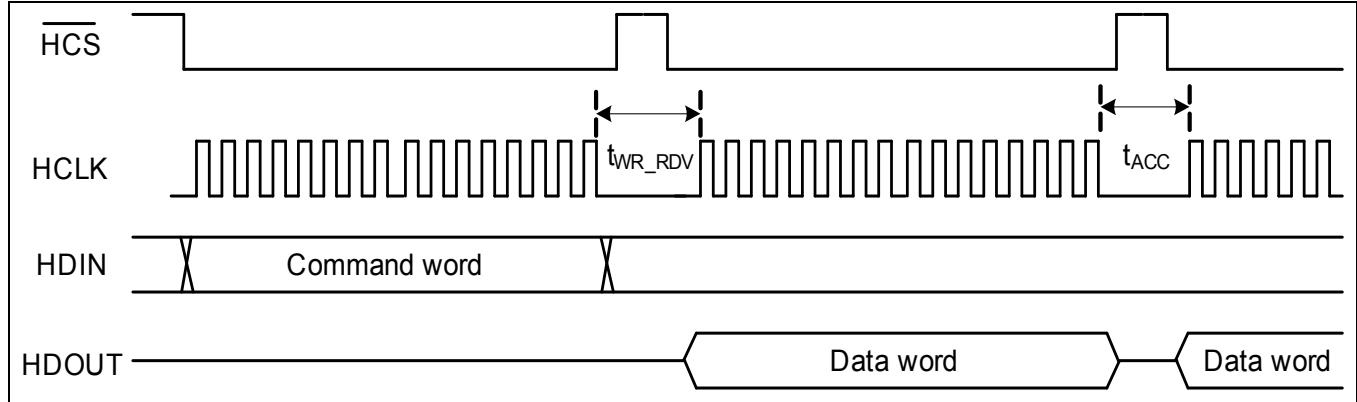 HCS
HCLK
tWR_RDV
tACC
HDIN
Command word
HDOUT
Data word
Data word